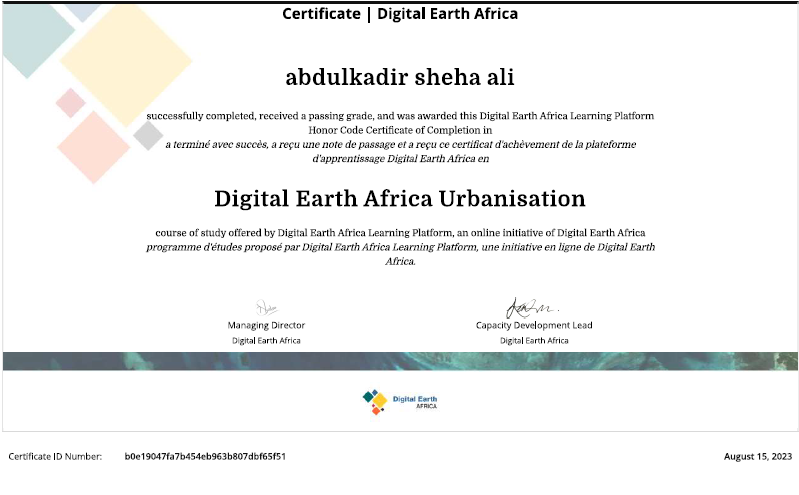 Certificate | Digital Earth Africa
abdulkadir sheha ali
successfully completed, received a passing grade, and was awarded this Digital Earth Africa Learning Platform
Honor Code Certificate of Completion in
a terminé avec succès, a reçu une note de passage et a reçu ce certificat d'achèvement de la plateforme
d'apprentissage Digital Earth Africa en
Digital Earth Africa Urbanisation
course of study offered by Digital Earth Africa Learning Platform, an online initiative of Digital Earth Africa
programme d'études proposé par Digital Earth Africa Learning Platform, une initiative en ligne de Digital Earth
Africa.
Managing Director
Digital Earth Africa
Capacity Development Lead
Digital Earth Africa
Digital Earth
AFRICA
Certificate ID Number: b0e19047fa7b454eb963b807dbf65f51
August 15, 2023